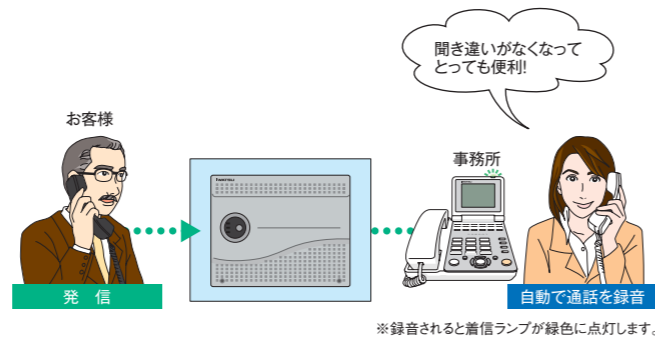 聞き違いがなくなって
とっても便利!
お客様
事務所
発 信
自動で通話を録音
※録音されると着信ランプが緑色に点灯します。